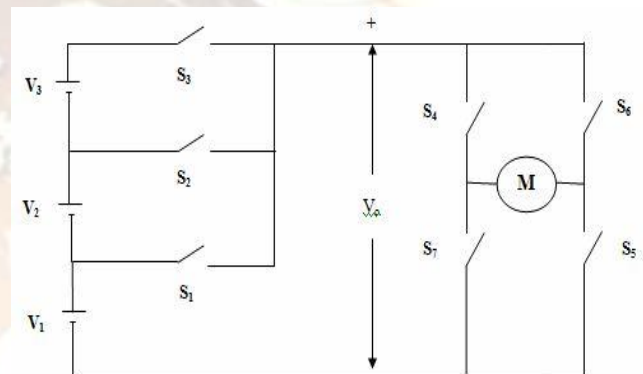 +
S₃
V₃
S₄
S₆
S₂
M
V₂
Vₒ
S₇
S₅
S₁
V₁